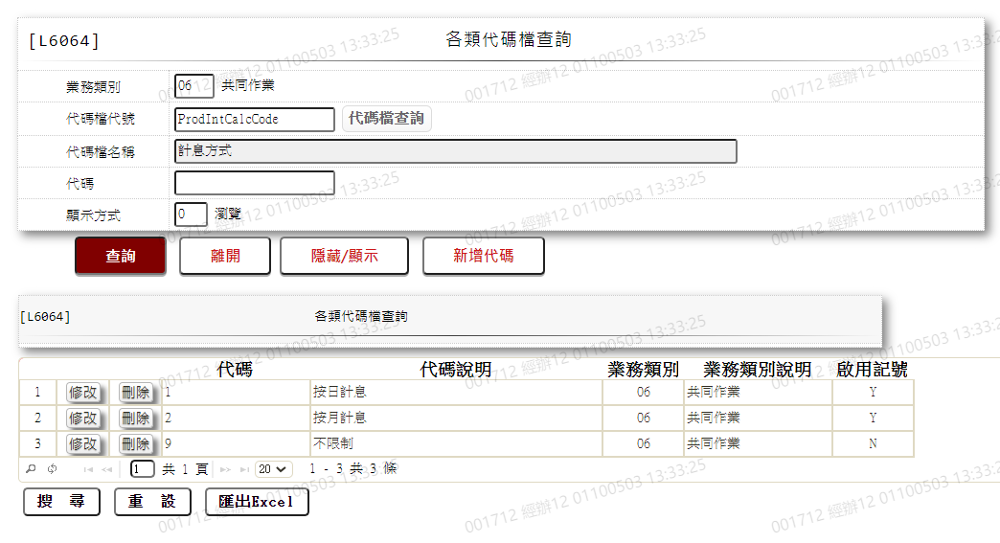 [L6064] 各類代碼檔查詢
業務類別 06 共同作業
代碼檔代號 ProdIntCalcCode 代碼檔查詢
代碼檔名稱 計息方式
代碼
顯示方式 0 瀏覽
查詢 離開 隱藏/顯示 新增代碼
[L6064] 各類代碼檔查詢
代碼 代碼說明 業務類別 業務類別說明 啟用記號
1 修改 刪除 1 按日計息 06 共同作業 Y
2 修改 刪除 2 按月計息 06 共同作業 Y
3 修改 刪除 9 不限制 06 共同作業 N
1 共 1 頁 20 1 - 3 共 3 條
搜 尋 重 設 匯出Excel
001712 經辦12 01100503 13:33:25